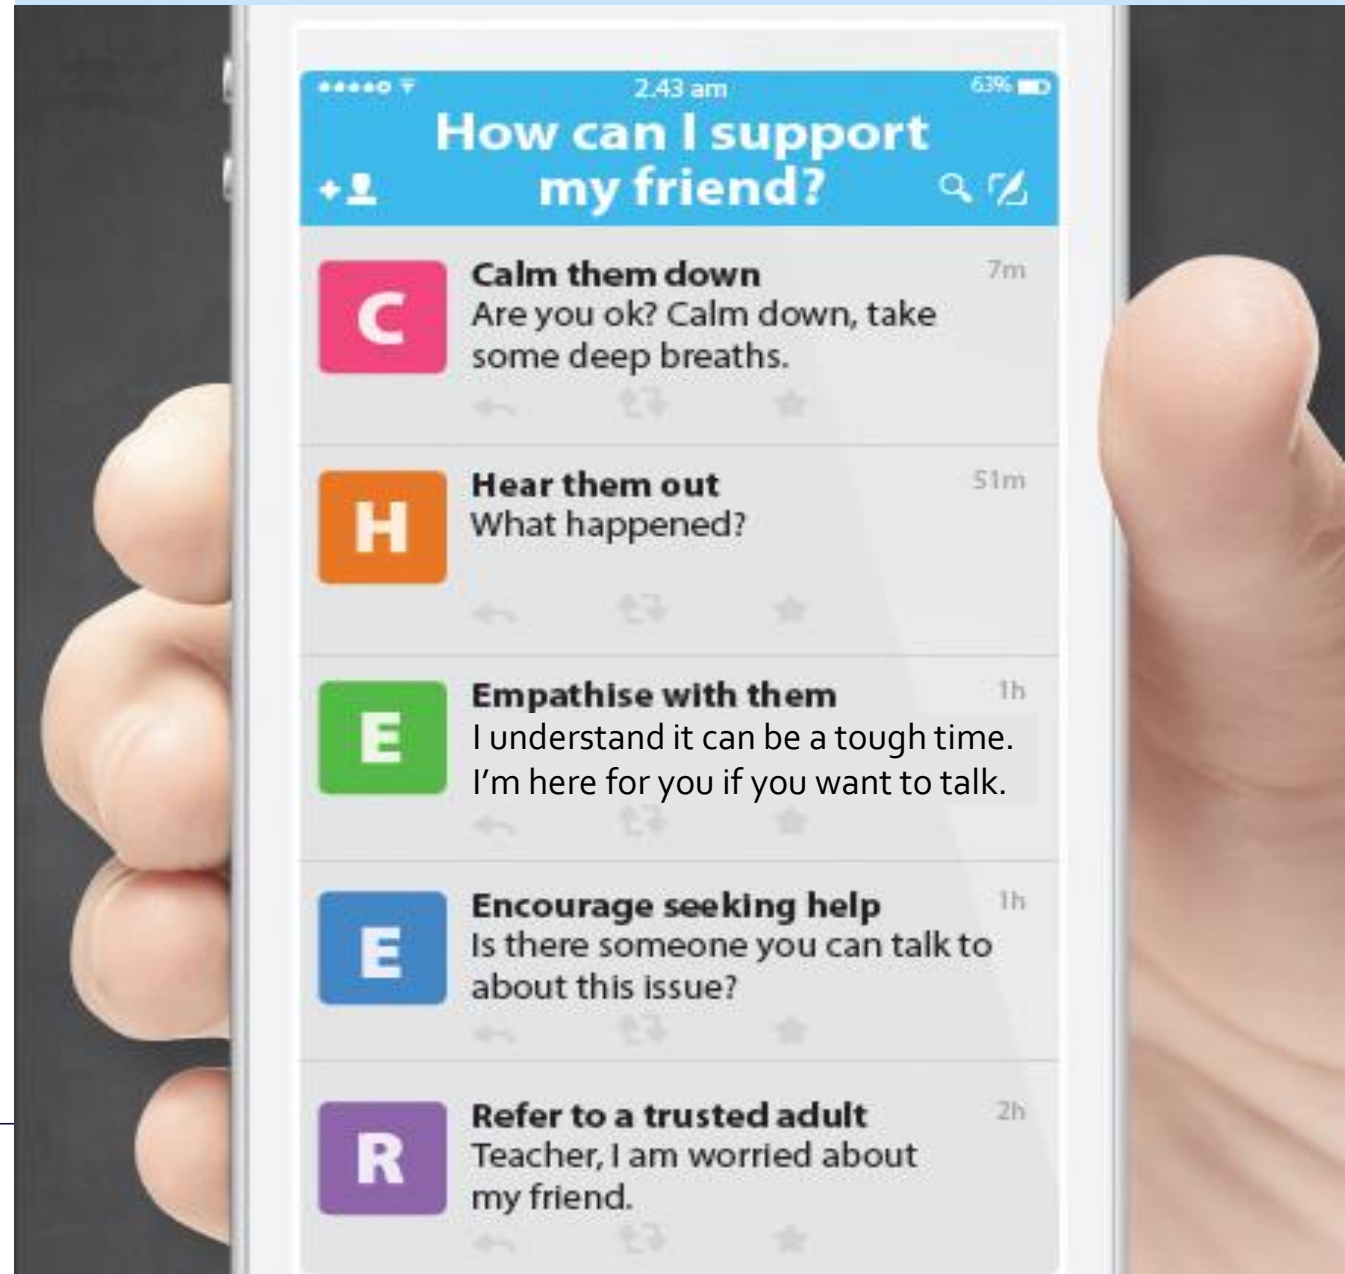 2.43 am
63%
How can I support
my friend?
C
Calm them down
7m
Are you ok? Calm down, take
some deep breaths.
H
Hear them out
51m
What happened?
E
Empathise with them
1h
I understand it can be a tough time.
I'm here for you if you want to talk.
E
Encourage seeking help
1h
Is there someone you can talk to
about this issue?
R
Refer to a trusted adult
2h
Teacher, I am worried about
my friend.